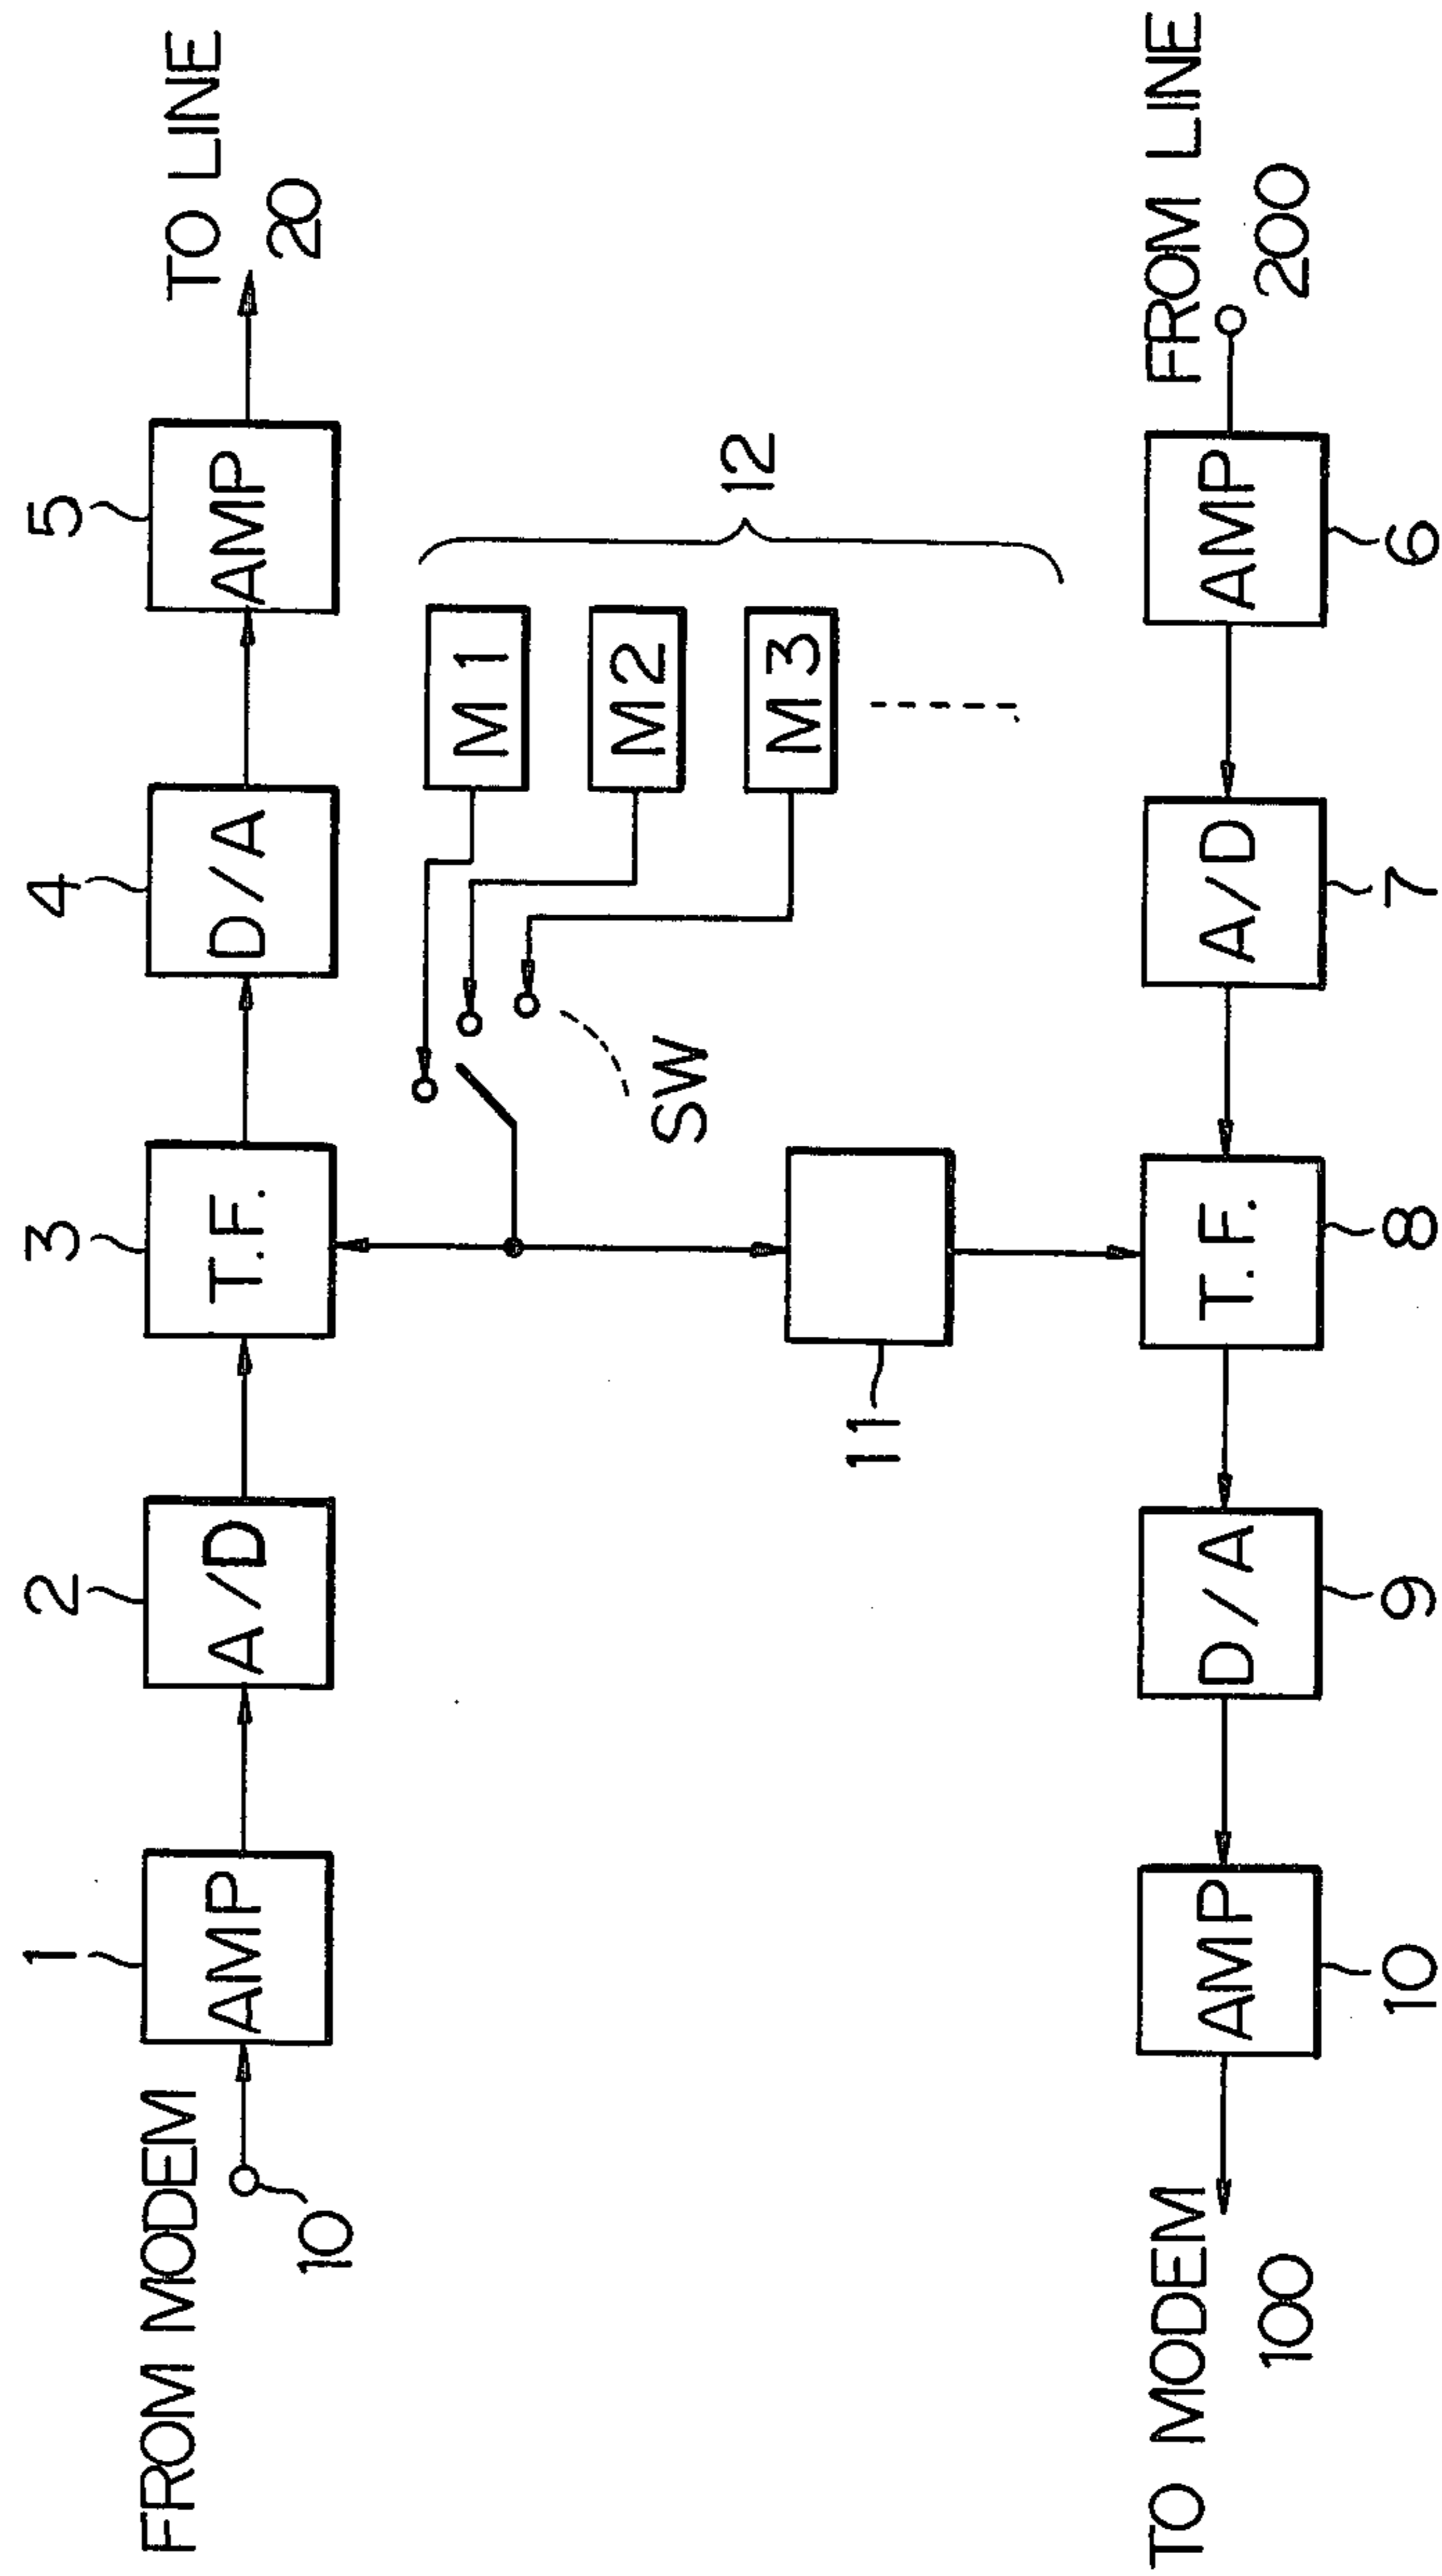 1 2 3 4 5
FROM MODEM
TO LINE
AMP A/D T.F. D/A AMP
10
20
M1
M2
M3
SW
12
11
FROM LINE
TO MODEM
AMP D/A T.F. A/D AMP
100
200
10 9 8 7 6